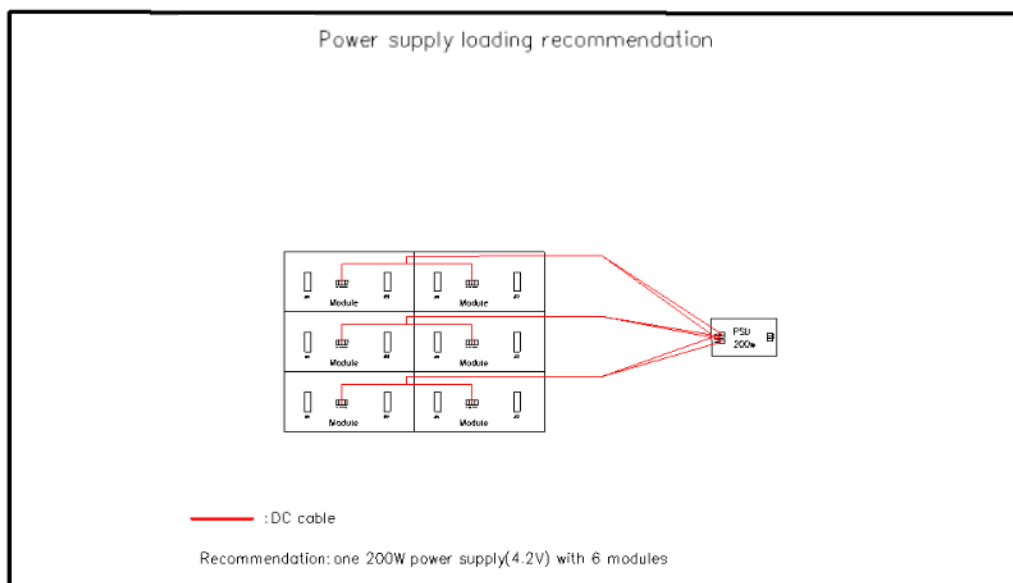 Power supply loading recommendation
Module
Module
PSU
200w
Module
Module
Module
Module
:DC cable
Recommendation:one 200W power supply(4.2V) with 6 modules